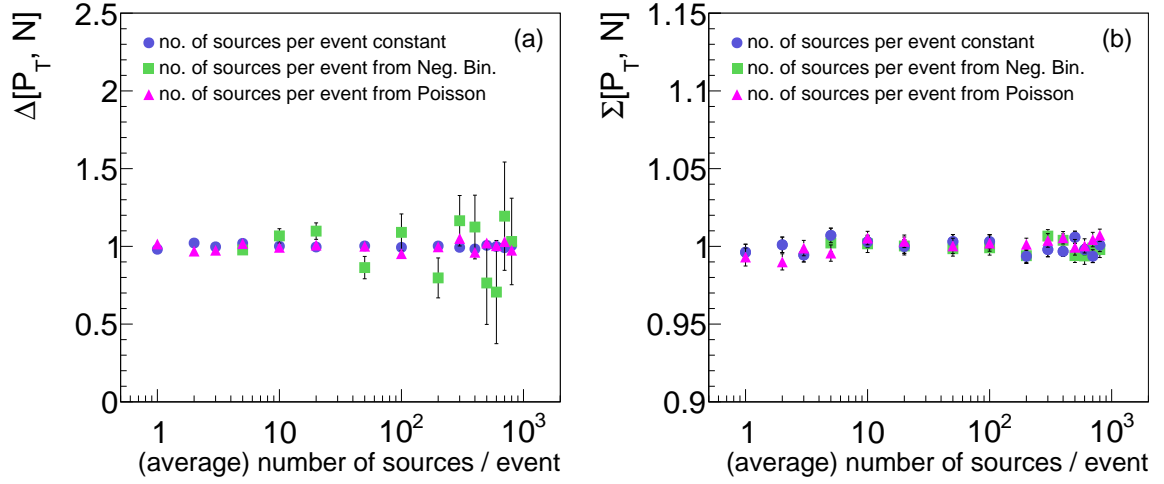 Δ[P_T, N]
2.5
2
1.5
1
0.5
0
(a)
no. of sources per event constant
no. of sources per event from Neg. Bin.
no. of sources per event from Poisson
1 10 10² 10³
(average) number of sources / event
Σ[P_T, N]
1.15
1.1
1.05
1
0.95
0.9
(b)
no. of sources per event constant
no. of sources per event from Neg. Bin.
no. of sources per event from Poisson
1 10 10² 10³
(average) number of sources / event